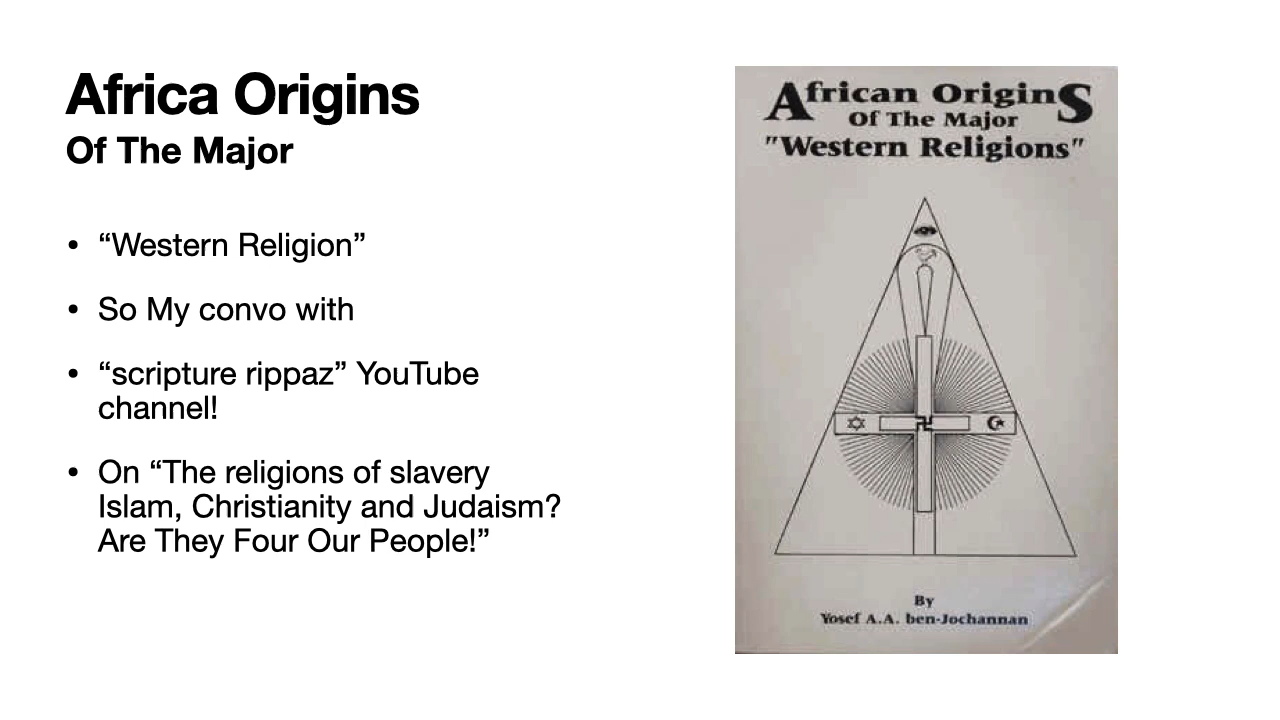 Africa Origins
Of The Major
• “Western Religion”
• So My convo with
• “scripture rippaz” YouTube
channel!
• On “The religions of slavery
Islam, Christianity and Judaism?
Are They Four Our People!”
African OriginS
Of The Major
"Western Religions"
By
Yosef A.A. ben-Jochannan